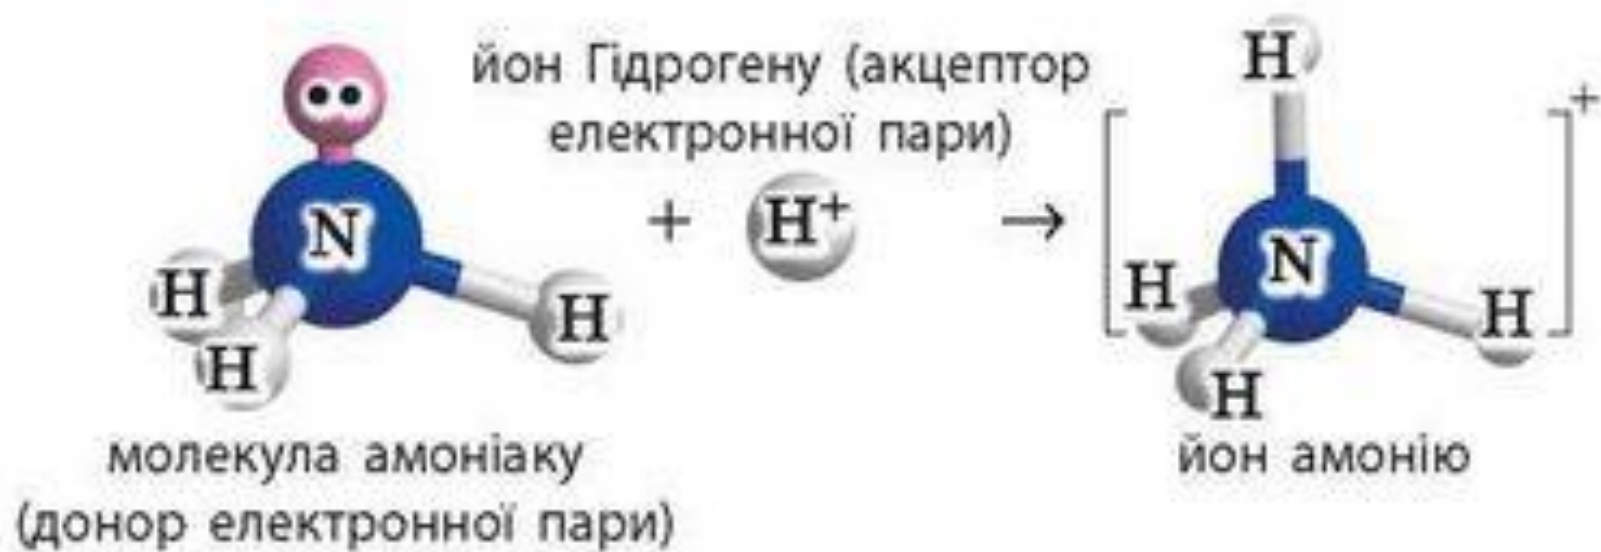 йон Гідрогену (акцептор
електронної пари)
N
H
H
H
+
H⁺
→
H
N
H
H
H
+
молекула амоніаку
(донор електронної пари)
йон амонію